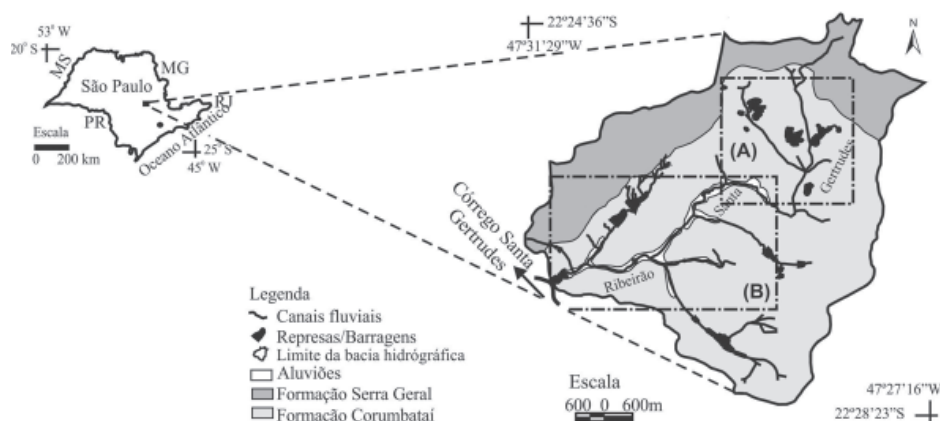 53° W
20° S
MS
MG
São Paulo
RJ
PR
Escala
0 200 km
Oceano Atlântico
25° S
45° W
22°24'36"S
47°31'29"W
N
(A)
Gertrudes
Santa
Ribeirão
(B)
Córrego Santa
Gertrudes
Legenda
Canais fluviais
Represas/Barragens
Limite da bacia hidrógráfica
Aluviões
Formação Serra Geral
Formação Corumbataí
Escala
600 0 600m
47°27'16"W
22°28'23"S